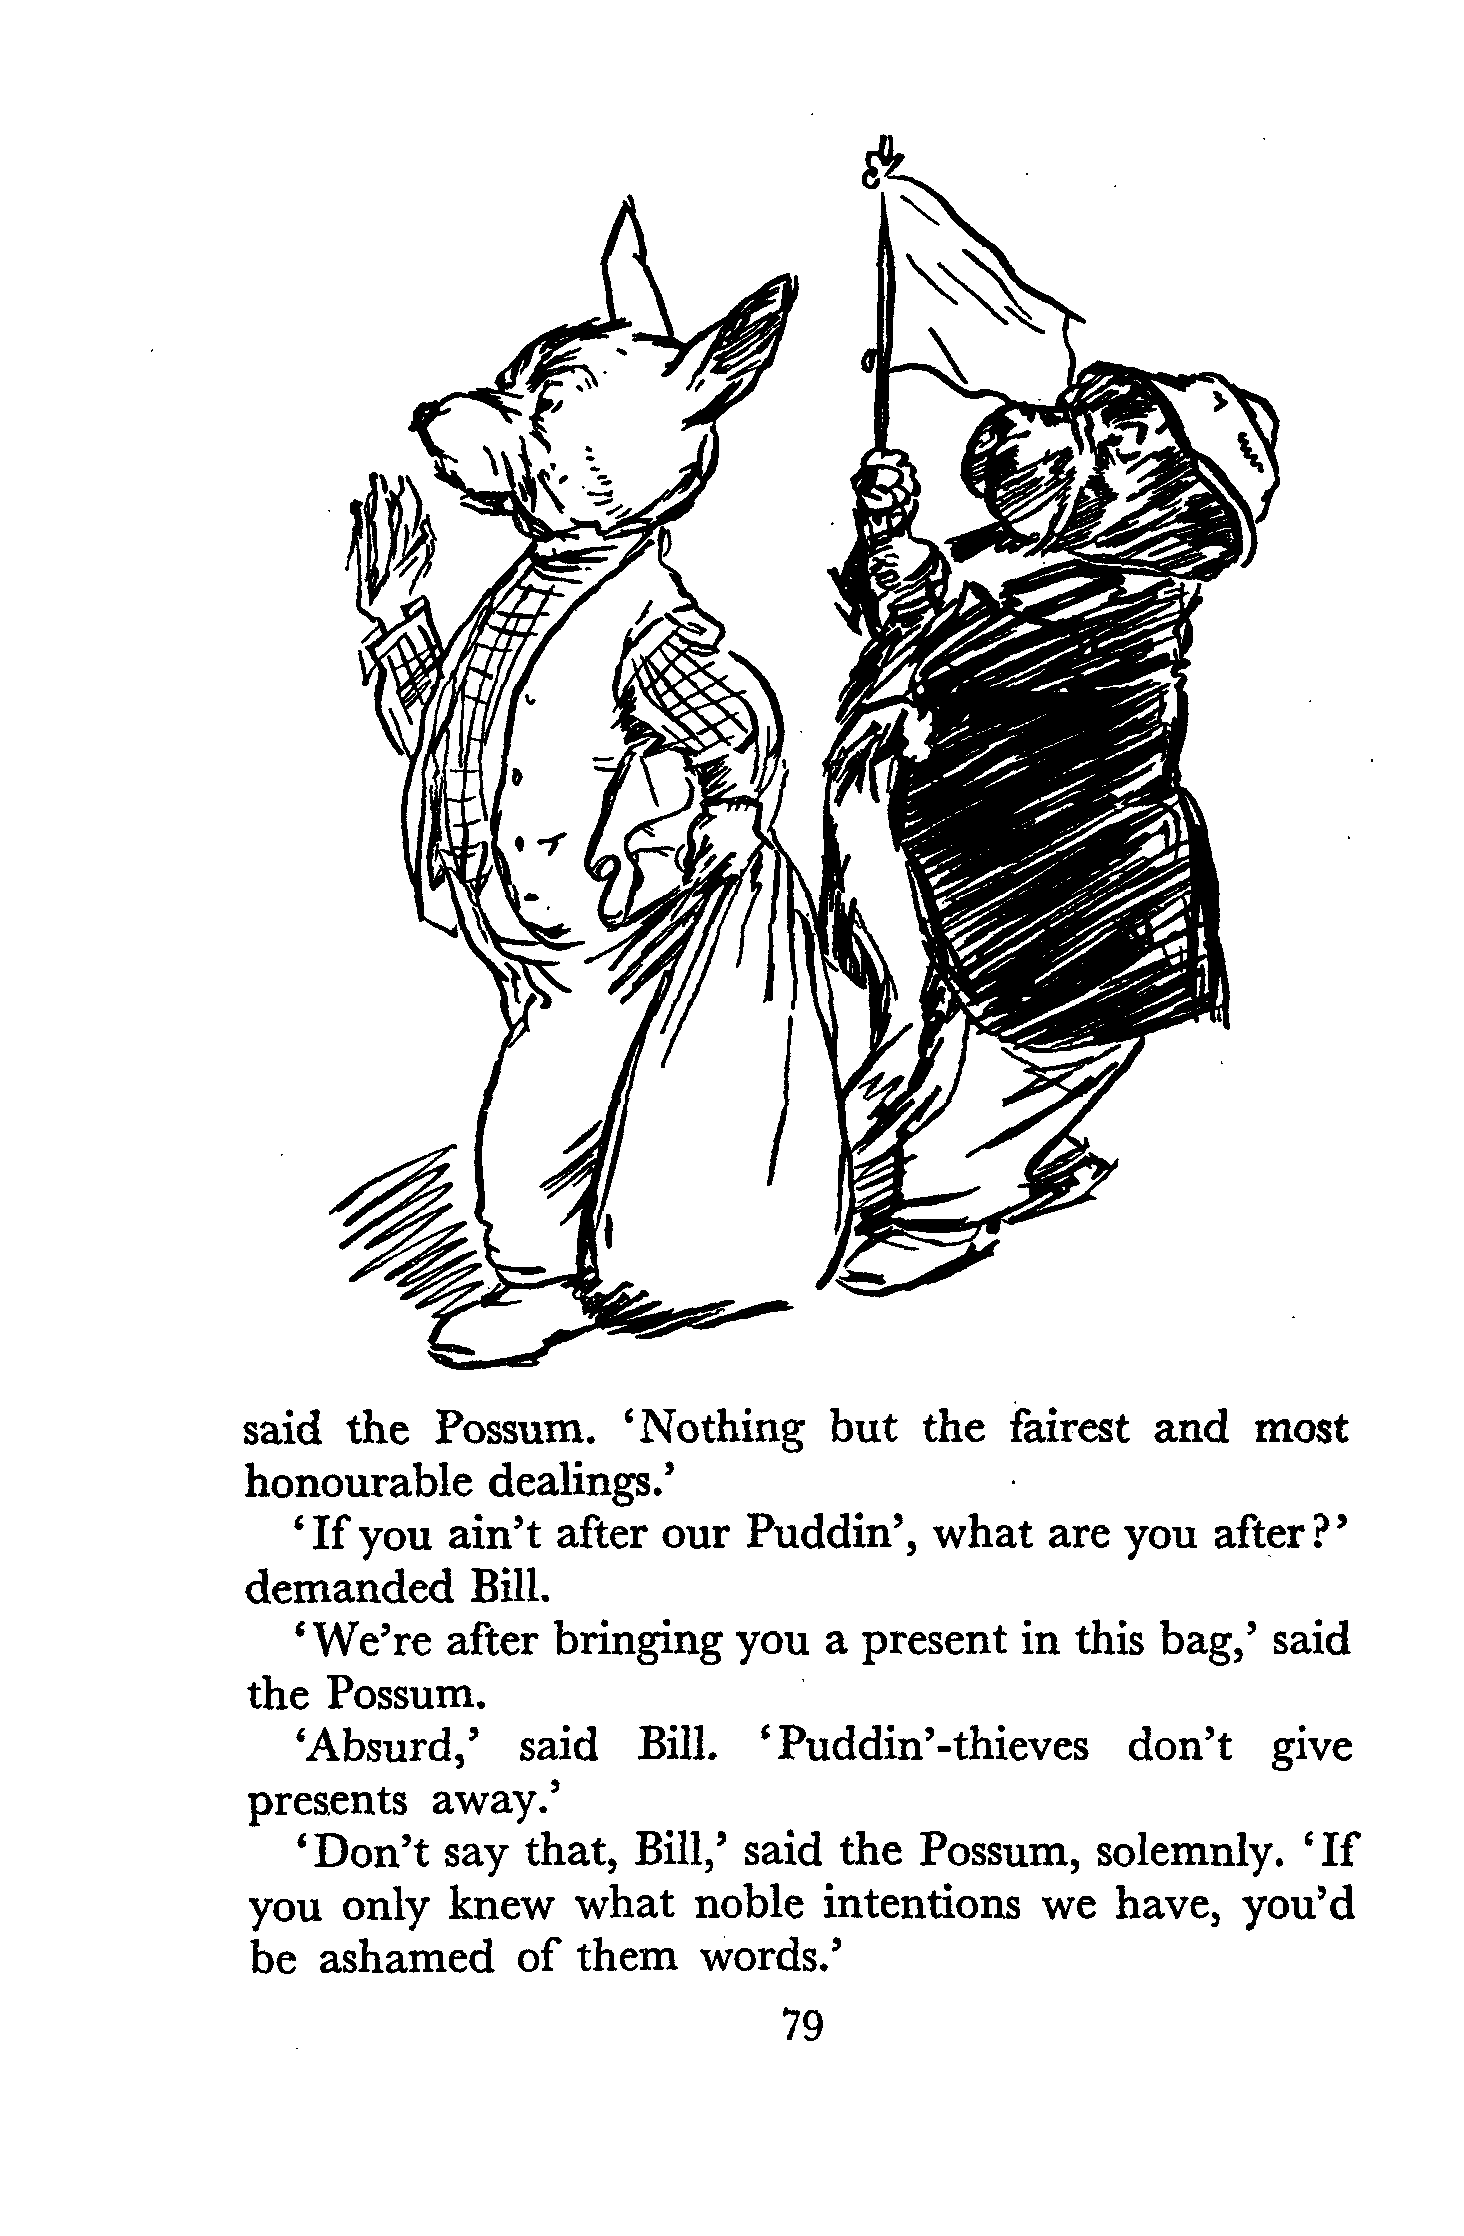 said the Possum. ‘Nothing but the fairest and most
honourable dealings.’
‘If you ain’t after our Puddin’, what are you after?’
demanded Bill.
‘We’re after bringing you a present in this bag,’ said
the Possum.
‘Absurd,’ said Bill. ‘Puddin’-thieves don’t give
presents away.’
‘Don’t say that, Bill,’ said the Possum, solemnly. ‘If
you only knew what noble intentions we have, you’d
be ashamed of them words.’
79